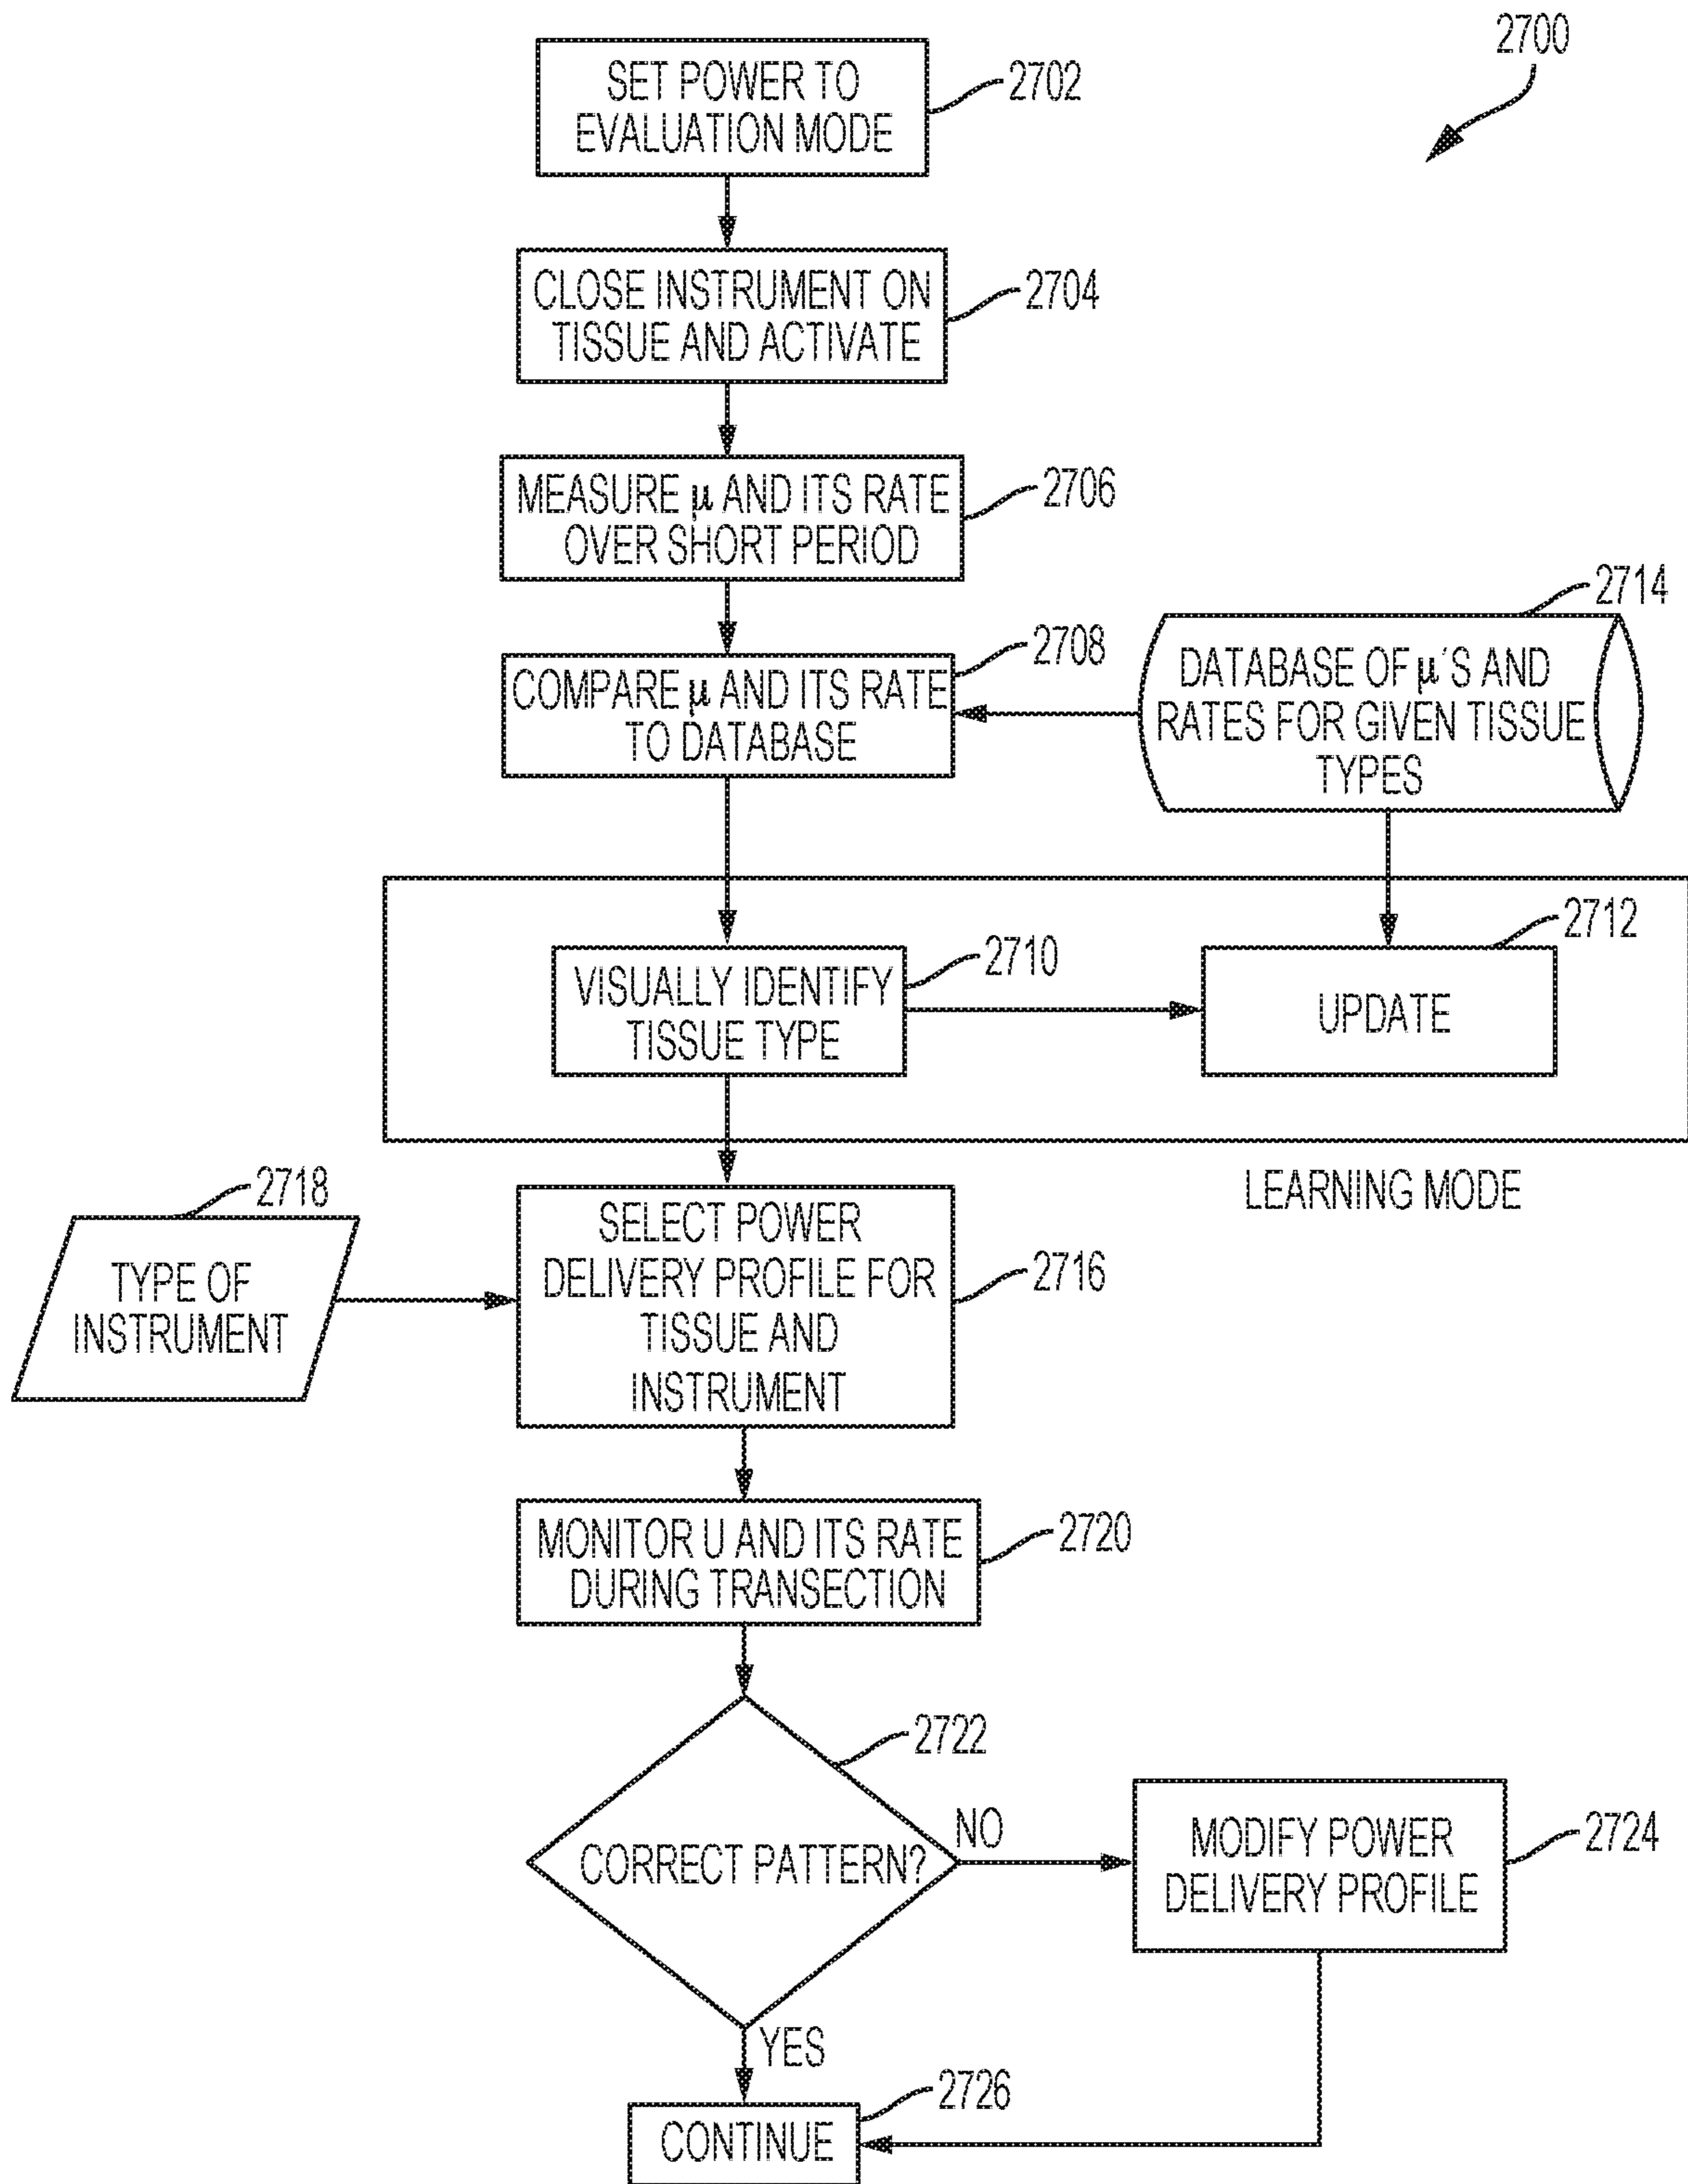 2700
SET POWER TO
EVALUATION MODE
2702
CLOSE INSTRUMENT ON
TISSUE AND ACTIVATE
2704
MEASURE μ AND ITS RATE
OVER SHORT PERIOD
2706
COMPARE μ AND ITS RATE
TO DATABASE
2708
2714
DATABASE OF μ´S AND
RATES FOR GIVEN TISSUE
TYPES
VISUALLY IDENTIFY
TISSUE TYPE
2710
2712
UPDATE
LEARNING MODE
2718
TYPE OF
INSTRUMENT
SELECT POWER
DELIVERY PROFILE FOR
TISSUE AND
INSTRUMENT
2716
MONITOR U AND ITS RATE
DURING TRANSECTION
2720
2722
CORRECT PATTERN?
NO
MODIFY POWER
DELIVERY PROFILE
2724
YES
2726
CONTINUE